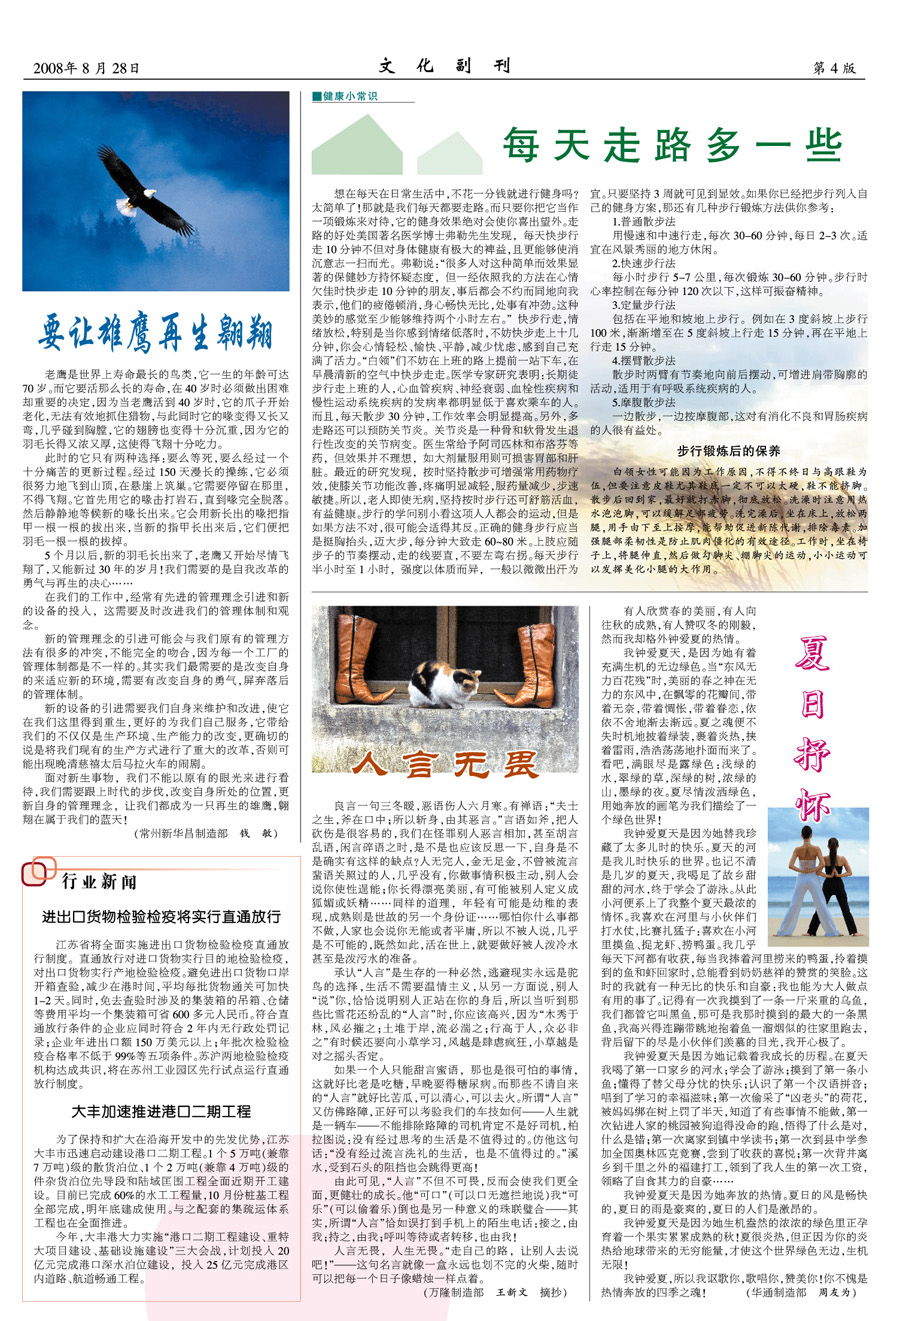 2008年 8 月 28日
文 化 副 刊
第 4 版
要让雄鹰再生翱翔
老鹰是世界上寿命最长的鸟类,它一生的年龄可达
70 岁。而它要活那么长的寿命,在 40 岁时必须做出困难
却重要的决定,因为当老鹰活到 40 岁时,它的爪子开始
老化,无法有效地抓住猎物,与此同时它的喙变得又长又
弯,几乎碰到胸膛,它的翅膀也变得十分沉重,因为它的
羽毛长得又浓又厚,这使得飞翔十分吃力。
此时的它只有两种选择:要么等死,要么经过一个
十分痛苦的更新过程。经过 150 天漫长的操练,它必须
很努力地飞到山顶,在悬崖上筑巢。它需要停留在那里,
不得飞翔。它首先用它的喙击打岩石,直到喙完全脱落。
然后静静地等侯新的喙长出来。它会用新长出的喙把指
甲一根一根的拔出来,当新的指甲长出来后,它们便把
羽毛一根一根的拔掉。
5 个月以后,新的羽毛长出来了,老鹰又开始尽情飞
翔了,又能新过 30 年的岁月!我们需要的是自我改革的
勇气与再生的决心……
在我们的工作中,经常有先进的管理理念引进和新
的设备的投入，这需要及时改进我们的管理体制和观
念。
新的管理理念的引进可能会与我们原有的管理方
法有很多的冲突,不能完全的吻合,因为每一个工厂的
管理体制都是不一样的。其实我们最需要的是改变自身
的来适应新的环境,需要有改变自身的勇气,屏弃落后
的管理体制。
新的设备的引进需要我们自身来维护和改进,使它
在我们这里得到重生,更好的为我们自己服务,它带给
我们的不仅仅是生产环境、生产能力的改变,更确切的
说是将我们现有的生产方式进行了重大的改革,否则可
能出现晚清慈禧太后马拉火车的闹剧。
面对新生事物，我们不能以原有的眼光来进行看
待,我们需要跟上时代的步伐,改变自身所处的位置,更
新自身的管理理念，让我们都成为一只再生的雄鹰,翱
翔在属于我们的蓝天!
(常州新华昌制造部 钱 敏)
行业新闻
进出口货物检验检疫将实行直通放行
江苏省将全面实施进出口货物检验检疫直通放
行制度。直通放行对进口货物实行目的地检验检疫,
对出口货物实行产地检验检疫。避免进出口货物口岸
开箱查验,减少在港时间,平均每批货物通关可加快
1-2 天。同时,免去查验时涉及的集装箱的吊箱、仓储
等费用平均一个集装箱可省 600 多元人民币。符合直
通放行条件的企业应同时符合 2 年内无行政处罚记
录;企业年进出口额 150 万美元以上;年批次检验检
疫合格率不低于 99%等五项条件。苏沪两地检验检疫
机构达成共识,将在苏州工业园区先行试点运行直通
放行制度。
大丰加速推进港口二期工程
为了保持和扩大在沿海开发中的先发优势,江苏
大丰市迅速启动建设港口二期工程。1 个 5 万吨(兼靠
7 万吨)级的散货泊位、1 个 2 万吨(兼靠 4 万吨)级的
件杂货泊位先导段和陆域匡围工程全面近期开工建
设。目前已完成 60%的水工工程量,10 月份桩基工程
全部完成,明年底建成使用。与之配套的集疏运体系
工程也在全面推进。
今年,大丰港大力实施“港口二期工程建设、重特
大项目建设、基础设施建设”三大会战,计划投入 20
亿元完成港口深水泊位建设，投入 25 亿元完成港区
内道路、航道畅通工程。
■健康小常识
每天走路多一些
想在每天在日常生活中,不花一分钱就进行健身吗?
太简单了!那就是我们每天都要走路。而只要你把它当作
一项锻炼来对待,它的健身效果绝对会使你喜出望外。走
路的好处美国著名医学博士弗勒先生发现，每天快步行
走 10 分钟不但对身体健康有极大的裨益,且更能够使消
沉意志一扫而光。弗勒说:“很多人对这种简单而效果显
著的保健妙方持怀疑态度，但一经依照我的方法在心情
欠佳时快步走 10 分钟的朋友,事后都会不约而同地向我
表示,他们的疲倦顿消,身心畅快无比,处事有冲劲。这种
美妙的感觉至少能够维持两个小时左右。”快步行走,情
绪放松,特别是当你感到情绪低落时,不妨快步走上十几
分钟,你会心情轻松、愉快、平静,减少忧虑,感到自己充
满了活力。“白领”们不妨在上班的路上提前一站下车,在
早晨清新的空气中快步走走。医学专家研究表明:长期徒
步行走上班的人,心血管疾病、神经衰弱、血栓性疾病和
慢性运动系统疾病的发病率都明显低于喜欢乘车的人。
而且,每天散步 30 分钟,工作效率会明显提高。另外,多
走路还可以预防关节炎。关节炎是一种骨和软骨发生退
行性改变的关节病变。医生常给予阿司匹林和布洛芬等
药，但效果并不理想，如大剂量服用则可损害胃部和肝
脏。最近的研究发现，按时坚持散步可增强常用药物疗
效,使膝关节功能改善,疼痛明显减轻,服药量减少,步速
敏捷。所以,老人即使无病,坚持按时步行还可舒筋活血,
有益健康。步行的学问别小看这项人人都会的运动,但是
如果方法不对,很可能会适得其反。正确的健身步行应当
是挺胸抬头,迈大步,每分钟大致走 60~80 米。上肢应随
步子的节奏摆动,走的线要直,不要左弯右拐。每天步行
半小时至 1 小时，强度以体质而异，一般以微微出汗为
宜。只要坚持 3 周就可见到显效。如果你已经把步行列入自
己的健身方案,那还有几种步行锻炼方法供你参考:
1.普通散步法
用慢速和中速行走,每次 30-60 分钟,每日 2-3 次。适
宜在风景秀丽的地方休闲。
2.快速步行法
每小时步行 5-7 公里,每次锻炼 30-60 分钟。步行时
心率控制在每分钟 120 次以下,这样可振奋精神。
3.定量步行法
包括在平地和坡地上步行。例如在 3 度斜坡上步行
100 米,渐渐增至在 5 度斜坡上行走 15 分钟,再在平地上
行走 15 分钟。
4.摆臂散步法
散步时两臂有节奏地向前后摆动,可增进肩带胸廓的
活动,适用于有呼吸系统疾病的人。
5.摩腹散步法
一边散步,一边按摩腹部,这对有消化不良和胃肠疾病
的人很有益处。
步行锻炼后的保养
白领女性可能因为工作原因,不得不终日与高跟鞋为
伍,但要注意皮鞋尤其鞋底一定不可以太硬,鞋不能挤脚。
散步后回到家,最好就打赤脚,彻底放松。洗澡时注意用热
水泡泡脚,可以缓解足部疲劳。洗完澡后,坐在床上,放松两
腿,用手由下至上按摩,能帮助促进新陈代谢,排除毒素。加
强腿部柔韧性是防止肌肉僵化的有效途径。工作时,坐在椅
子上,将腿伸直,然后做勾脚尖、绷脚尖的运动,小小运动可
以发挥美化小腿的大作用。
人言无畏
良言一句三冬暖,恶语伤人六月寒。有禅语:“夫士
之生,斧在口中;所以斩身,由其恶言。”言语如斧,把人
砍伤是很容易的,我们在怪罪别人恶言相加,甚至胡言
乱语,闲言碎语之时,是不是也应该反思一下,自身是不
是确实有这样的缺点?人无完人,金无足金,不曾被流言
蜚语关照过的人,几乎没有,你做事情积极主动,别人会
说你使性逞能;你长得漂亮美丽,有可能被别人定义成
狐媚或妖精……同样的道理，年轻有可能是幼稚的表
现,成熟则是世故的另一个身份证……哪怕你什么事都
不做,人家也会说你无能或者平庸,所以不被人说,几乎
是不可能的,既然如此,活在世上,就要做好被人泼冷水
甚至是泼污水的准备。
承认“人言”是生存的一种必然,逃避现实永远是鸵
鸟的选择,生活不需要温情主义,从另一方面说,别人
“说”你,恰恰说明别人正站在你的身后,所以当听到那
些比雪花还纷乱的“人言”时,你应该高兴,因为“木秀于
林,风必摧之;土堆于岸,流必湍之;行高于人,众必非
之”有时候还要向小草学习,风越是肆虐疯狂,小草越是
对之摇头否定。
如果一个人只能甜言蜜语，那也是很可怕的事情,
这就好比老是吃糖,早晚要得糖尿病。而那些不请自来
的“人言”就好比苦瓜,可以清心,可以去火。所谓“人言”
又仿佛路障,正好可以考验我们的车技如何——人生就
是一辆车——不能排除路障的司机肯定不是好司机,柏
拉图说:没有经过思考的生活是不值得过的。仿他这句
话:“没有经过流言洗礼的生活，也是不值得过的。”溪
水,受到石头的阻挡也会跳得更高!
由此可见,“人言”不但不可畏,反而会使我们更全
面,更健壮的成长。他“可口”(可以口无遮拦地说)我“可
乐”(可以偷着乐)倒也是另一种意义的珠联璧合——其
实,所谓“人言”恰如误打到手机上的陌生电话;接之,由
我;持之,由我;呼叫等待或者转移,也由我!
人言无畏，人生无畏。“走自己的路，让别人去说
吧!”——这句名言就像一盒永远也划不完的火柴,随时
可以把每一个日子像蜡烛一样点着。
(万隆制造部 王新文 摘抄)
夏日抒怀
有人欣赏春的美丽,有人向
往秋的成熟,有人赞叹冬的刚毅,
然而我却格外钟爱夏的热情。
我钟爱夏天,是因为她有着
充满生机的无边绿色。当“东风无
力百花残”时,美丽的春之神在无
力的东风中,在飘零的花瓣间,带
着无奈,带着惆怅,带着眷恋,依
依不舍地渐去渐远。夏之魂便不
失时机地披着绿装,裹着炎热,挟
着雷雨,浩浩荡荡地扑面而来了。
看吧,满眼尽是露绿色:浅绿的
水,翠绿的草,深绿的树,浓绿的
山,墨绿的夜。夏尽情泼洒绿色,
用她奔放的画笔为我们描绘了一
个绿色世界!
我钟爱夏天是因为她替我珍
藏了太多儿时的快乐。夏天的河
是我儿时快乐的世界。也记不清
是几岁的夏天,我喝足了故乡甜
甜的河水,终于学会了游泳。从此
小河便系上了我整个夏天最浓的
情怀。我喜欢在河里与小伙伴们
打水仗,比赛扎猛子;喜欢在小河
里摸鱼、捉龙虾、捞鸭蛋。我几乎
每天下河都有收获,每当我捧着河里捞来的鸭蛋,拎着摸
到的鱼和虾回家时,总能看到奶奶慈祥的赞赏的笑脸。这
时的我就有一种无比的快乐和自豪:我也能为大人做点
有用的事了。记得有一次我摸到了一条一斤来重的乌鱼,
我们都管它叫黑鱼,那可是我那时摸到的最大的一条黑
鱼,我高兴得连蹦带跳地抱着鱼一溜烟似的往家里跑去,
背后留下的尽是小伙伴们羡慕的目光,我开心极了。
我钟爱夏天是因为她记载着我成长的历程。在夏天
我喝了第一口家乡的河水;学会了游泳;摸到了第一条小
鱼;懂得了替父母分忧的快乐;认识了第一个汉语拼音;
唱到了学习的幸福滋味;第一次偷采了“凶老头”的荷花,
被妈妈绑在树上罚了半天,知道了有些事情不能做,第一
次钻进人家的桃园被狗追得没命的跑,悟得了什么是对,
什么是错;第一次离家到镇中学读书;第一次到县中学参
加全国奥林匹克竞赛,尝到了收获的喜悦;第一次背井离
乡到千里之外的福建打工,领到了我人生的第一次工资,
领略了自食其力的自豪……
我钟爱夏天是因为她奔放的热情。夏日的风是畅快
的,夏日的雨是豪爽的,夏日的人们是激昂的。
我钟爱夏天是因为她生机盎然的浓浓的绿色里正孕
育着一个果实累累成熟的秋!夏很炎热,但正因为你的炎
热给地球带来的无穷能量,才使这个世界绿色无边,生机
无限!
我钟爱夏,所以我讴歌你,歌唱你,赞美你!你不愧是
热情奔放的四季之魂!(华通制造部 周友为)